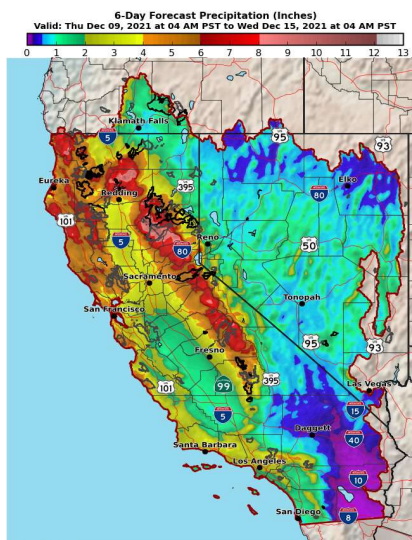 6-Day Forecast Precipitation (Inches)
Valid: Thu Dec 09, 2021 at 04 AM PST to Wed Dec 15, 2021 at 04 AM PST
0 1 2 3 4 5 6 7 8 9 10 11 12 13
Klamath Falls
5
95
93
Eureka
395
Elko
Redding
80
101
Reno
5
80
50
Sacramento
Tonopah
San Francisco
95
93
Fresno
99
395
Las Vegas
101
5
15
Daggett
40
Santa Barbara
Los Angeles
10
San Diego
8